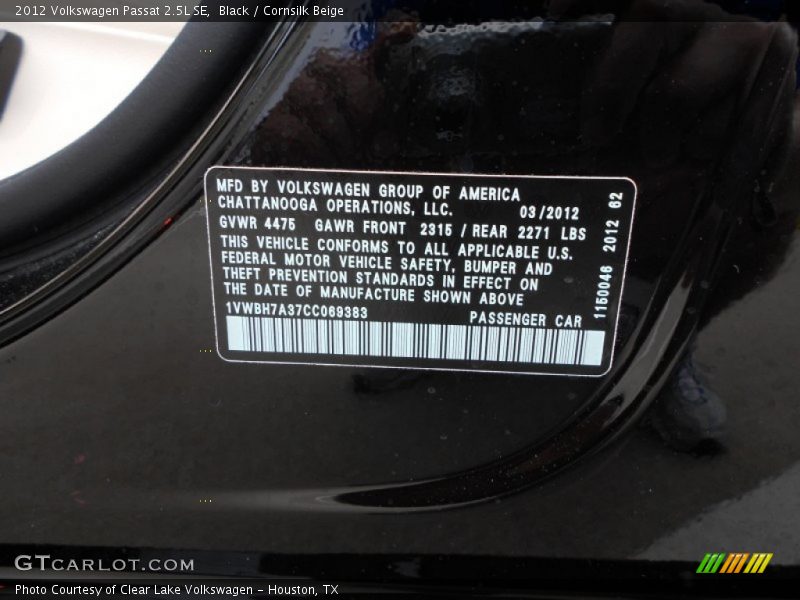 2012 Volkswagen Passat 2.5L SE, Black / Cornsilk Beige
MFD BY VOLKSWAGEN GROUP OF AMERICA
CHATTANOOGA OPERATIONS, LLC. 03/2012
GVWR 4475 GAWR FRONT 2315 / REAR 2271 LBS
THIS VEHICLE CONFORMS TO ALL APPLICABLE U.S.
FEDERAL MOTOR VEHICLE SAFETY, BUMPER AND
THEFT PREVENTION STANDARDS IN EFFECT ON
THE DATE OF MANUFACTURE SHOWN ABOVE
1VWBH7A37CC069383 PASSENGER CAR
1150046 2012 62
GTCARLOT.COM
Photo Courtesy of Clear Lake Volkswagen - Houston, TX